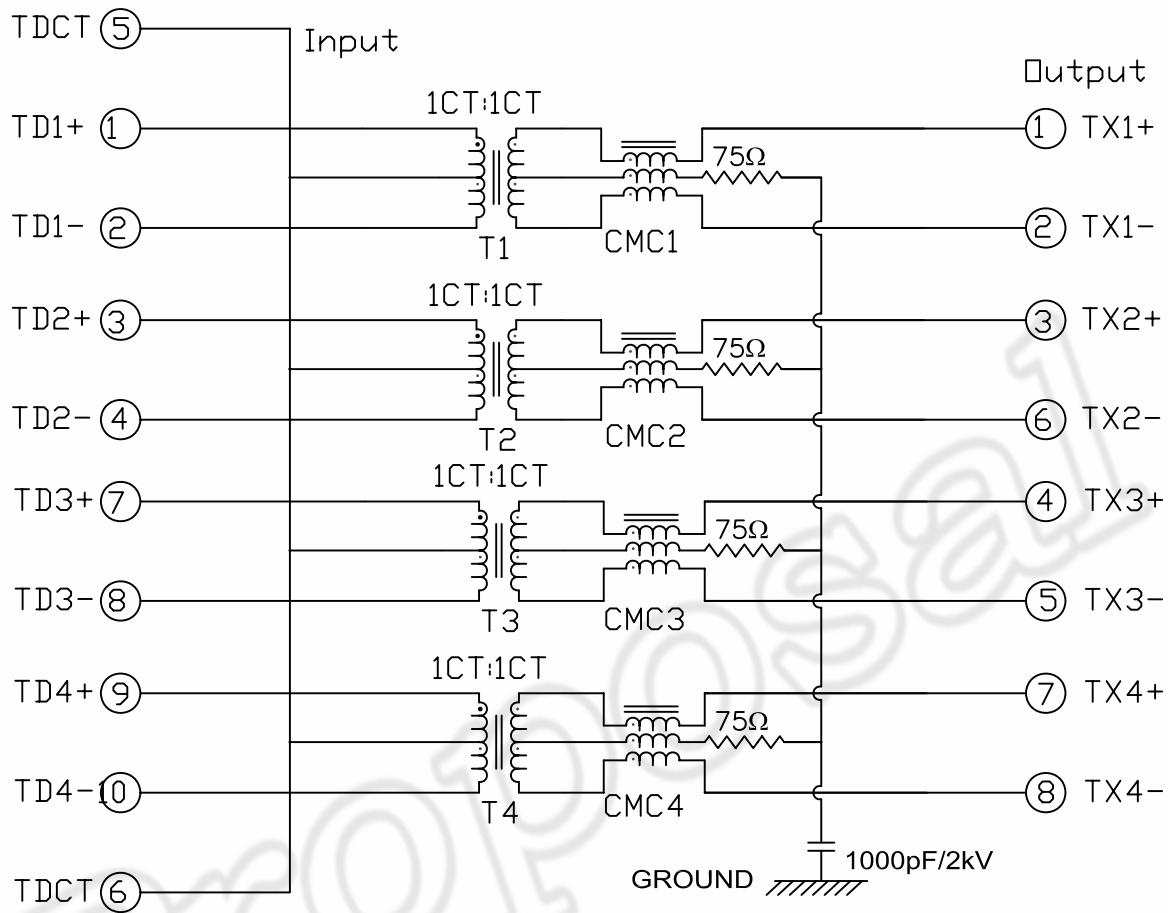 TDCT 5
Input
Output
1CT:1CT
TD1+ 1
1 TX1+
75Ω
TD1- 2
2 TX1-
T1
CMC1
1CT:1CT
TD2+ 3
3 TX2+
75Ω
TD2- 4
6 TX2-
T2
CMC2
1CT:1CT
TD3+ 7
4 TX3+
75Ω
TD3- 8
5 TX3-
T3
CMC3
1CT:1CT
TD4+ 9
7 TX4+
75Ω
TD4- 10
8 TX4-
T4
CMC4
1000pF/2kV
GROUND
TDCT 6
Proposal